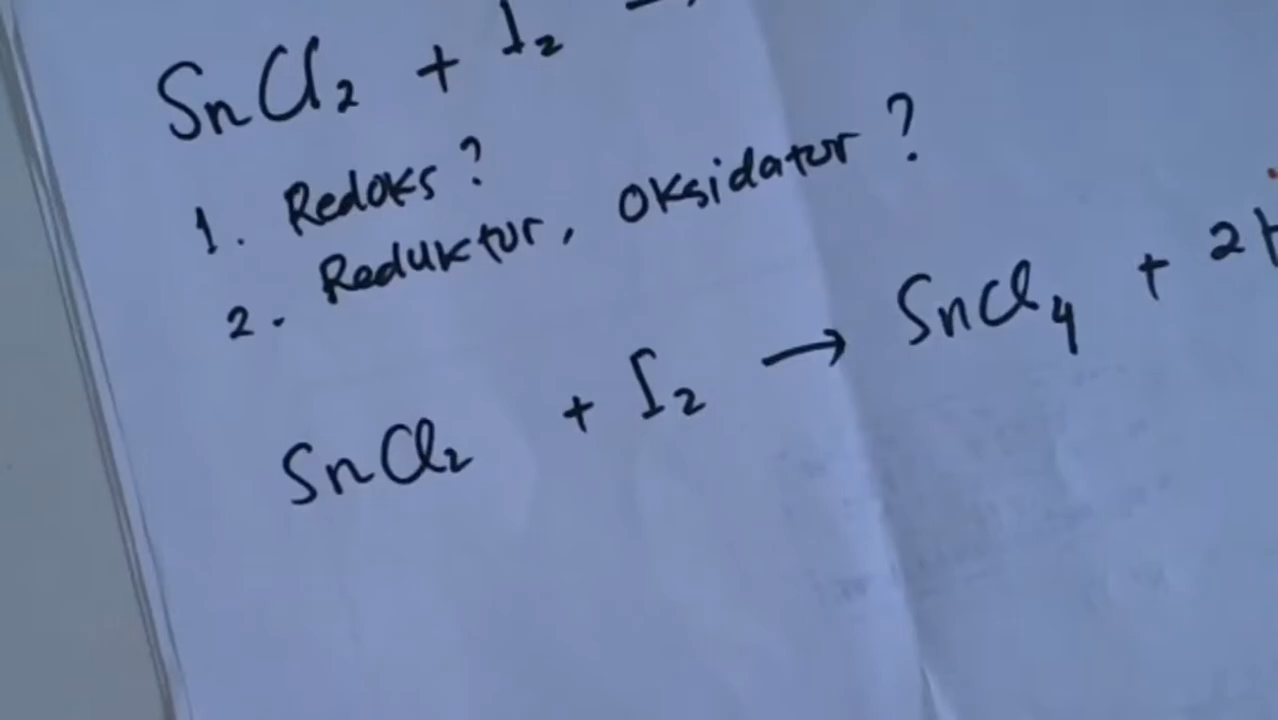 SnCl₂ + I₂ →
1. Redoks?
2. Reduktor, Oksidator?
SnCl₂ + I₂ → SnCl₄ + 2